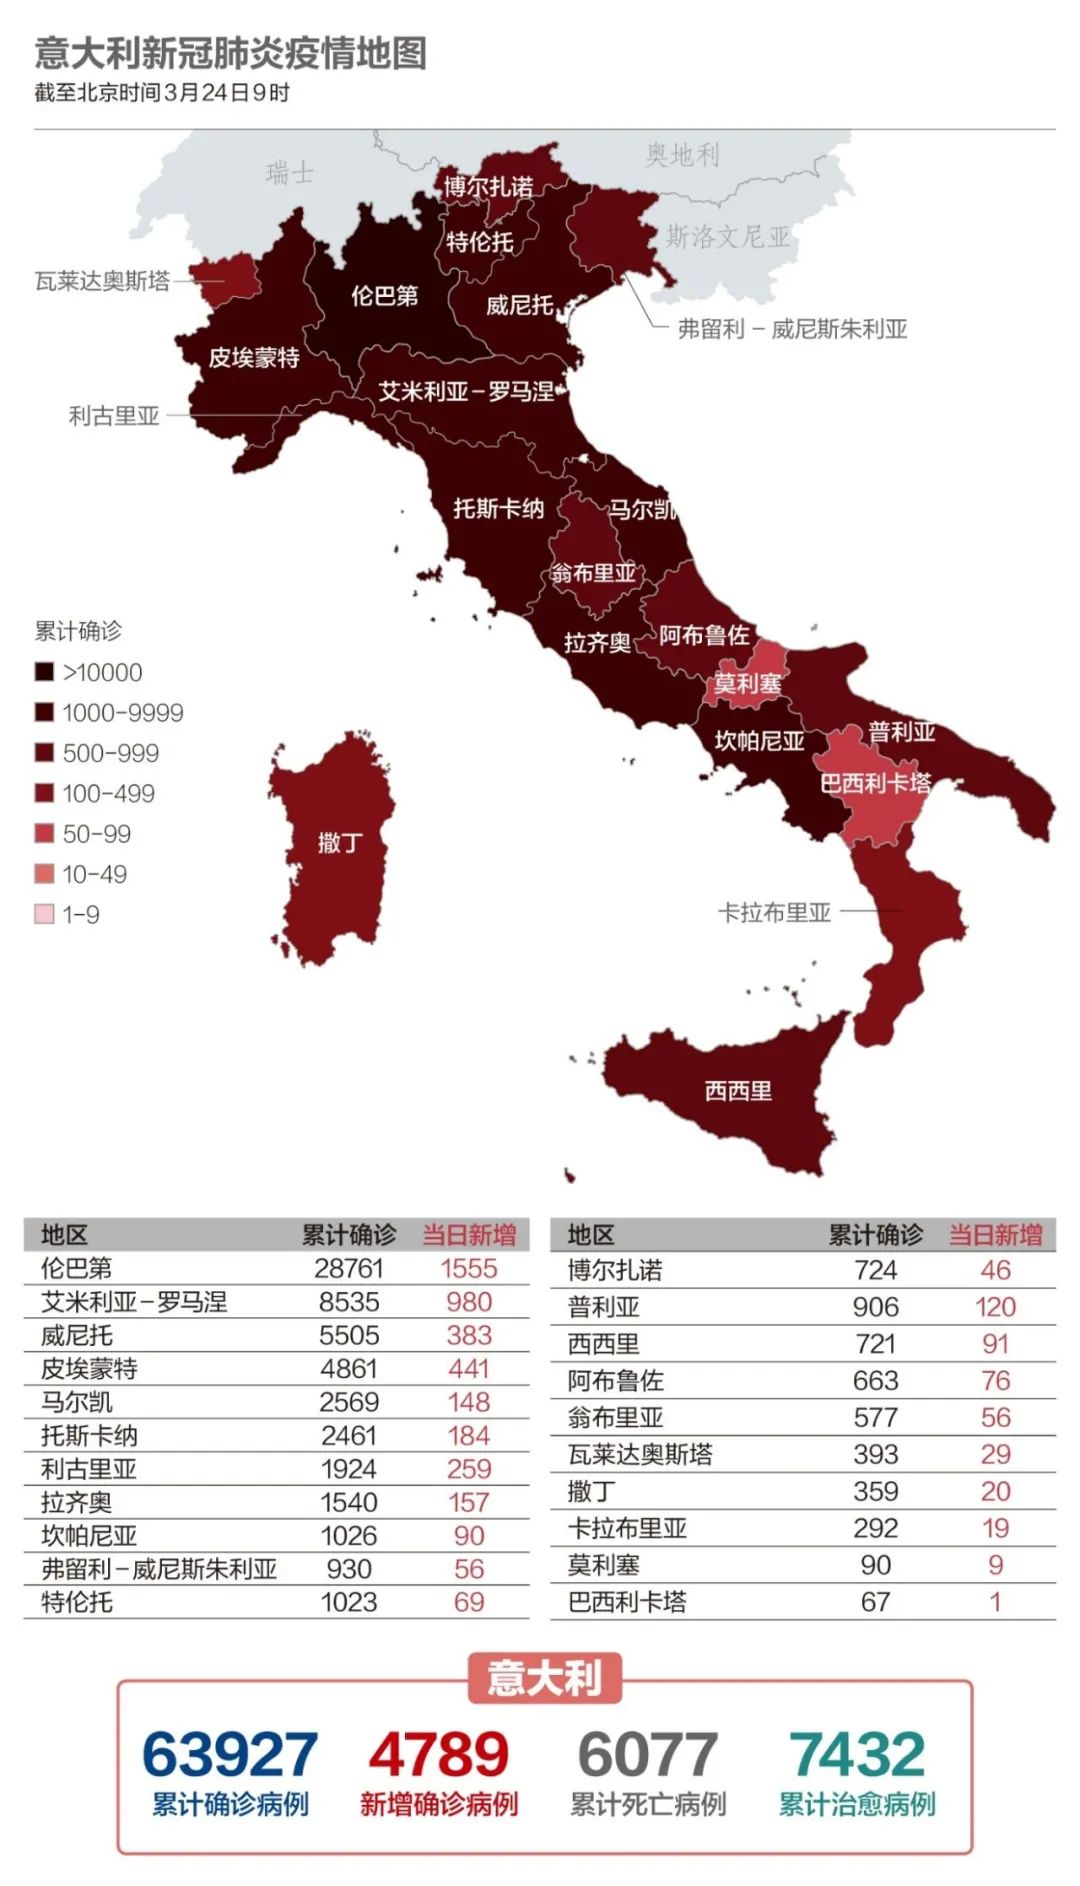 意大利新冠肺炎疫情地图
截至北京时间3月24日9时
瑞士
奥地利
斯洛文尼亚
博尔扎诺
特伦托
瓦莱达奥斯塔
伦巴第
威尼托
弗留利－威尼斯朱利亚
皮埃蒙特
艾米利亚－罗马涅
利古里亚
托斯卡纳
马尔凯
翁布里亚
拉齐奥
阿布鲁佐
莫利塞
坎帕尼亚
普利亚
巴西利卡塔
撒丁
卡拉布里亚
西西里
累计确诊
>10000
1000-9999
500-999
100-499
50-99
10-49
1-9
地区 累计确诊 当日新增
伦巴第 28761 1555
艾米利亚－罗马涅 8535 980
威尼托 5505 383
皮埃蒙特 4861 441
马尔凯 2569 148
托斯卡纳 2461 184
利古里亚 1924 259
拉齐奥 1540 157
坎帕尼亚 1026 90
弗留利－威尼斯朱利亚 930 56
特伦托 1023 69
地区 累计确诊 当日新增
博尔扎诺 724 46
普利亚 906 120
西西里 721 91
阿布鲁佐 663 76
翁布里亚 577 56
瓦莱达奥斯塔 393 29
撒丁 359 20
卡拉布里亚 292 19
莫利塞 90 9
巴西利卡塔 67 1
意大利
63927 4789 6077 7432
累计确诊病例 新增确诊病例 累计死亡病例 累计治愈病例